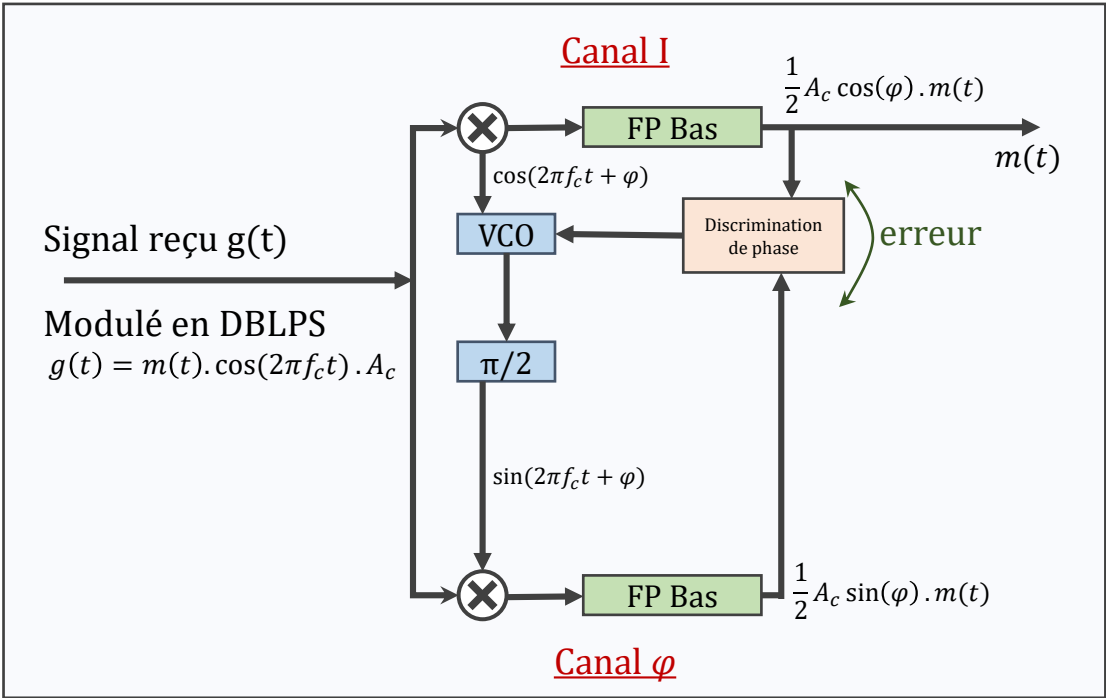 Canal I
½ A_c cos(φ) . m(t)
FP Bas
m(t)
cos(2πf_c t + φ)
Signal reçu g(t)
VCO
Discrimination
de phase
erreur
Modulé en DBLPS
g(t) = m(t). cos(2πf_c t) . A_c
π/2
sin(2πf_c t + φ)
FP Bas
½ A_c sin(φ) . m(t)
Canal φ